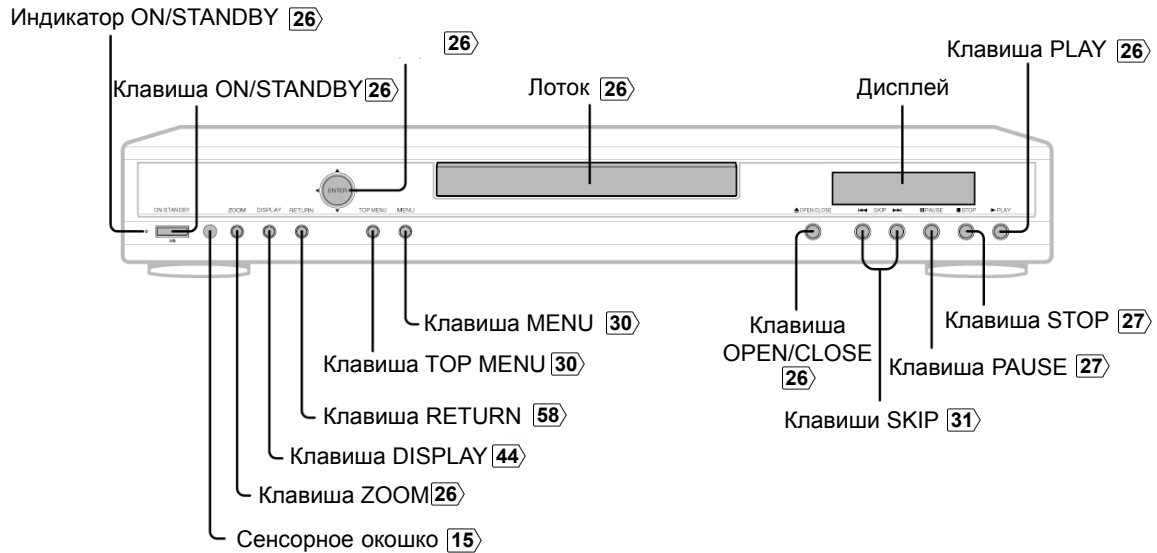 Индикатор ON/STANDBY 26
26
Клавиша PLAY 26
Клавиша ON/STANDBY 26
Лоток 26
Дисплей
ENTER
ON/STANDBY
ZOOM
DISPLAY
RETURN
TOP MENU
MENU
OPEN/CLOSE
SKIP
PAUSE
STOP
PLAY
Клавиша MENU 30
Клавиша TOP MENU 30
Клавиша RETURN 58
Клавиша DISPLAY 44
Клавиша ZOOM 26
Сенсорное окошко 15
Клавиша
OPEN/CLOSE
26
Клавиша STOP 27
Клавиша PAUSE 27
Клавиши SKIP 31